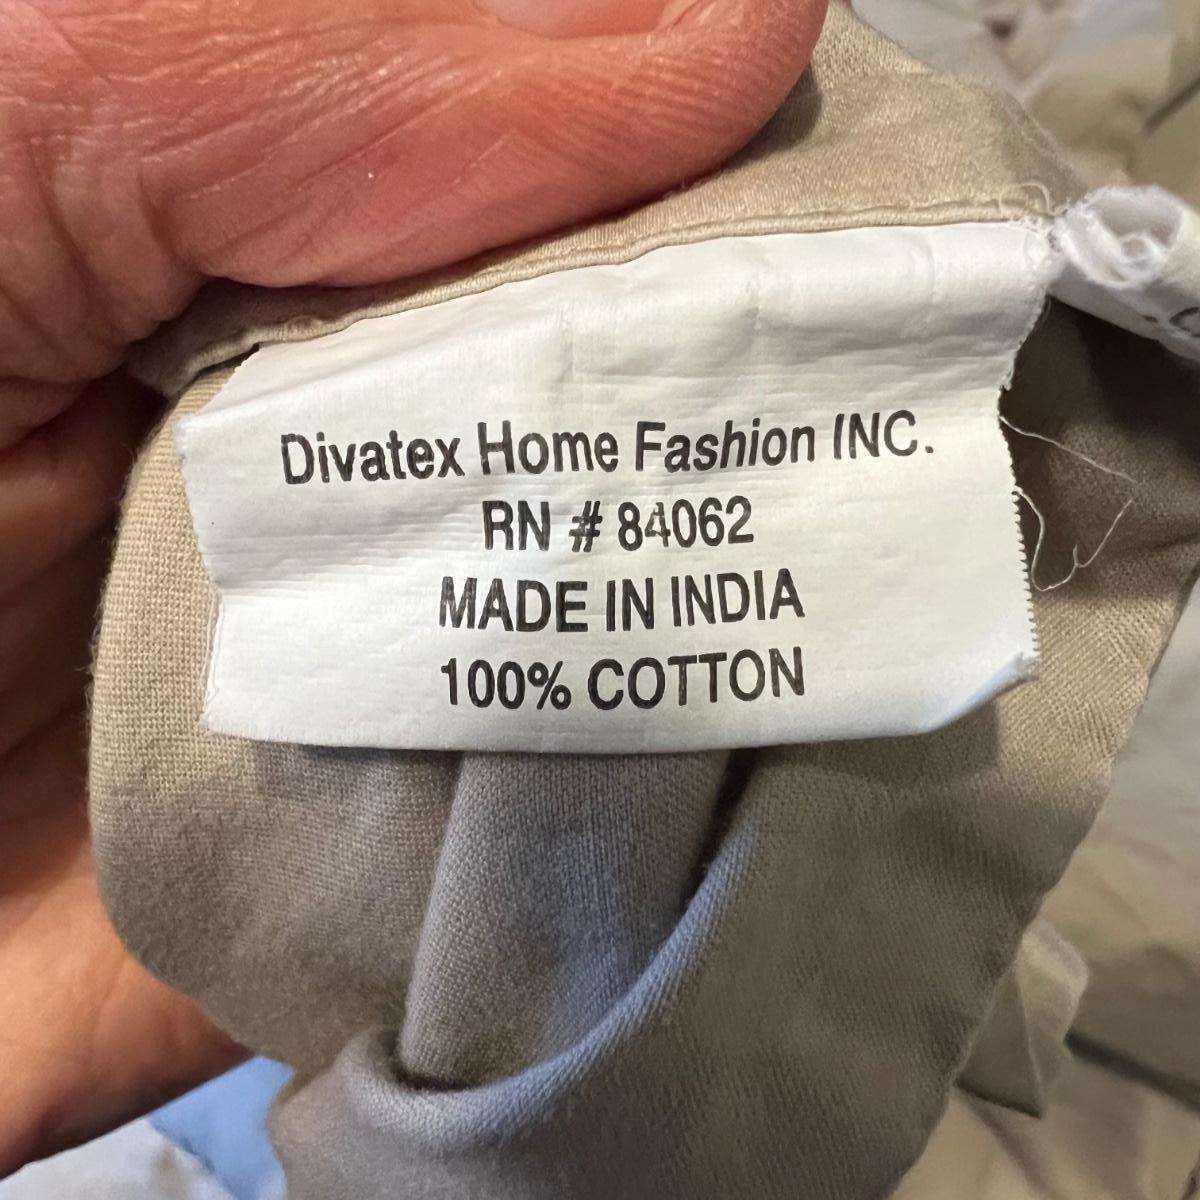 Divatex Home Fashion INC.
RN # 84062
MADE IN INDIA
100% COTTON